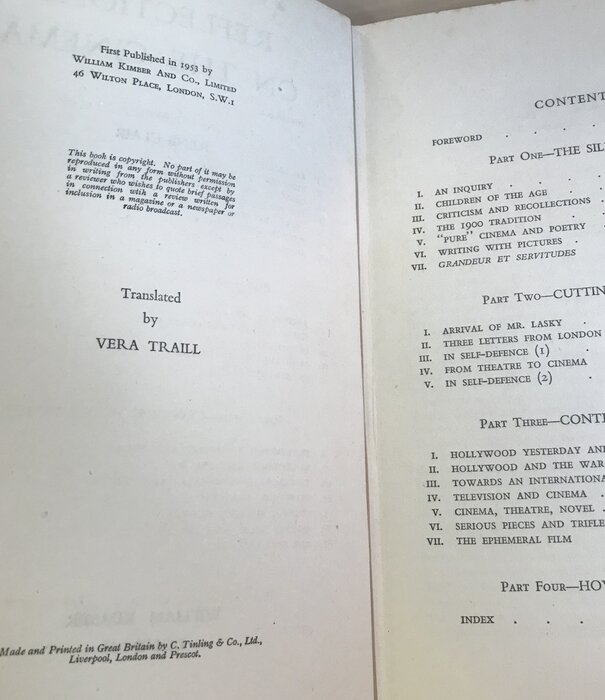 First Published in 1953 by
WILLIAM KIMBER AND CO., LIMITED
46 WILTON PLACE, LONDON, S.W.1
This book is copyright. No part of it may be
reproduced in any form without permission
in writing from the publishers except by
a reviewer who wishes to quote brief passages
in connection wtih a review written for
inclusion in a magazine or a newspaper or
radio broadcast.
Translated
by
VERA TRAILL
Made and Printed in Great Britain by C. Tinling & Co., Ltd.,
Liverpool, London and Prescot.
CONTENT
FOREWORD . . .
PART ONE—THE SIL
I. AN INQUIRY . . .
II. CHILDREN OF THE AGE . .
III. CRITICISM AND RECOLLECTIONS .
IV. THE 1900 TRADITION . .
V. "PURE" CINEMA AND POETRY .
VI. WRITING WITH PICTURES .
VII. GRANDEUR ET SERVITUDES
PART TWO—CUTTIN
I. ARRIVAL OF MR. LASKY .
II. THREE LETTERS FROM LONDON
III. IN SELF-DEFENCE (1) .
IV. FROM THEATRE TO CINEMA
V. IN SELF-DEFENCE (2) .
PART THREE—CONT
I. HOLLYWOOD YESTERDAY AN
II. HOLLYWOOD AND THE WAR
III. TOWARDS AN INTERNATIONA
IV. TELEVISION AND CINEMA .
V. CINEMA, THEATRE, NOVEL .
VI. SERIOUS PIECES AND TRIFLE
VII. THE EPHEMERAL FILM
PART FOUR—HO
INDEX . . .